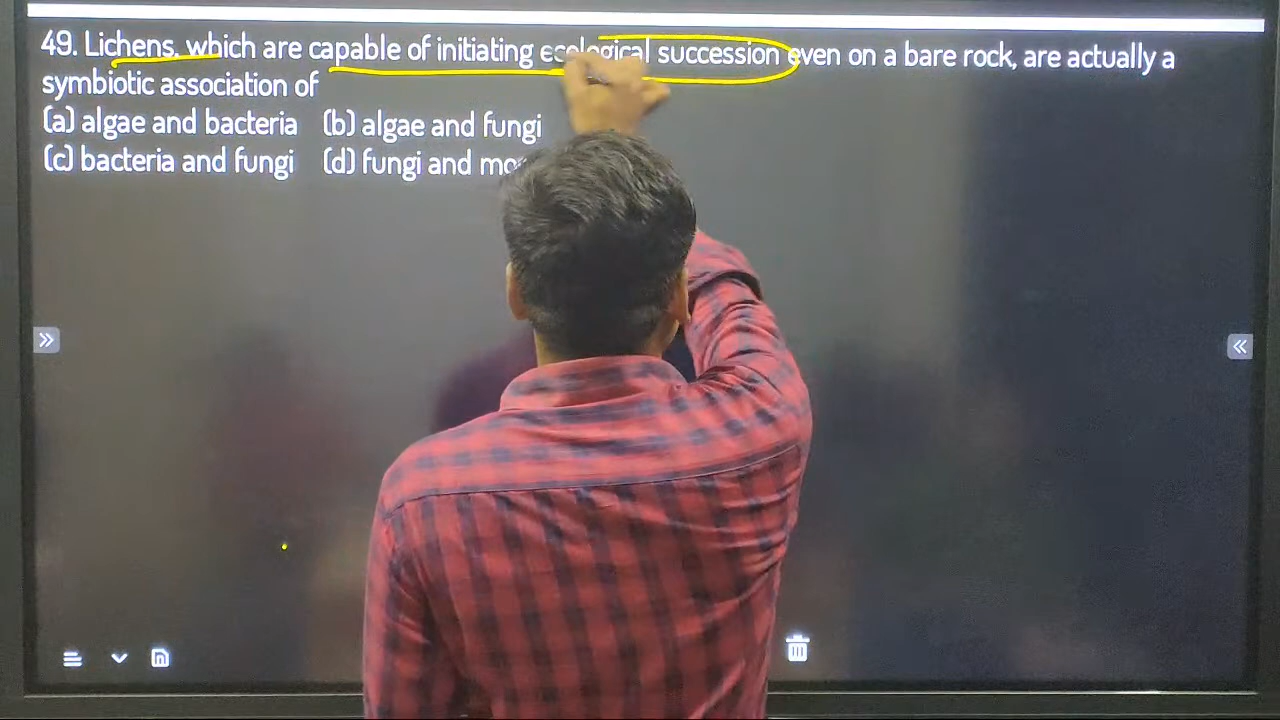 49. Lichens, which are capable of initiating ecological succession even on a bare rock, are actually a
symbiotic association of
(a) algae and bacteria (b) algae and fungi
(c) bacteria and fungi (d) fungi and